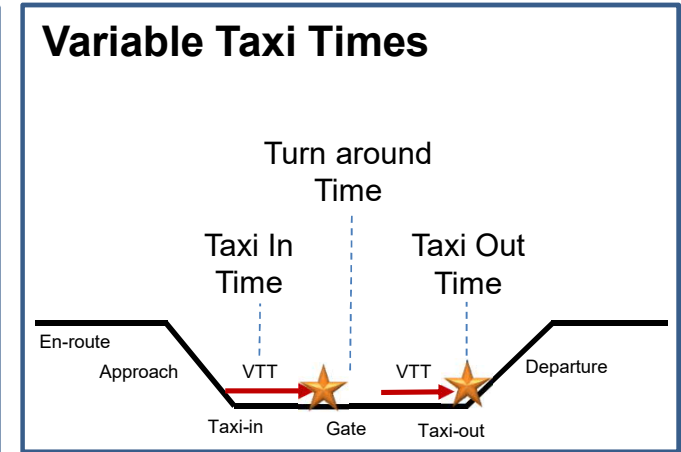 Variable Taxi Times
Turn around
Time
Taxi In
Time
Taxi Out
Time
En-route
Approach
VTT
VTT
Departure
Taxi-in
Gate
Taxi-out